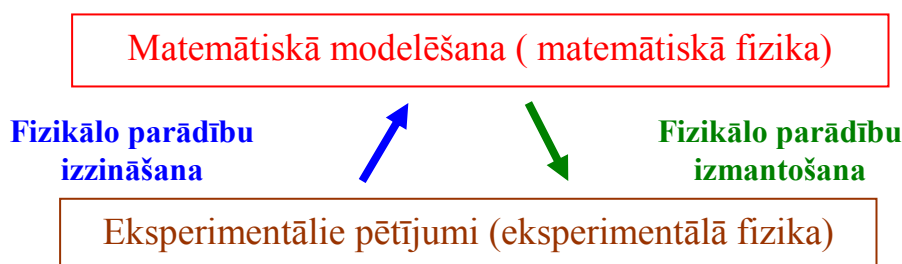 Matemātiskā modelēšana ( matemātiskā fizika)
Fizikālo parādību
izzināšana
Fizikālo parādību
izmantošana
Eksperimentālie pētījumi (eksperimentālā fizika)